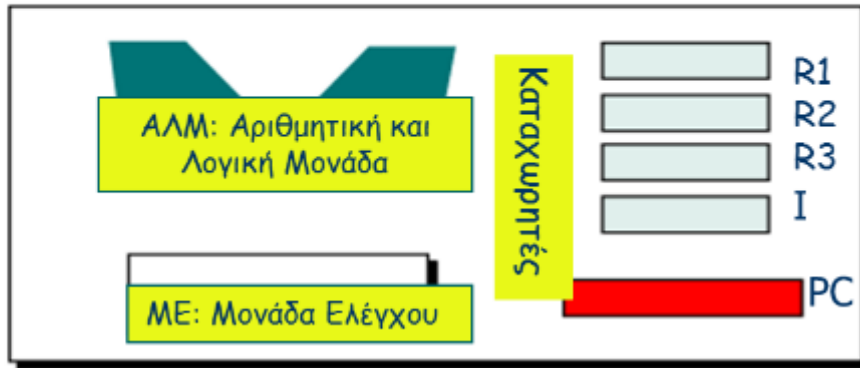 ΑΛΜ: Αριθμητική και
Λογική Μονάδα
ΜΕ: Μονάδα Ελέγχου
Καταχωρητές
R1
R2
R3
I
PC